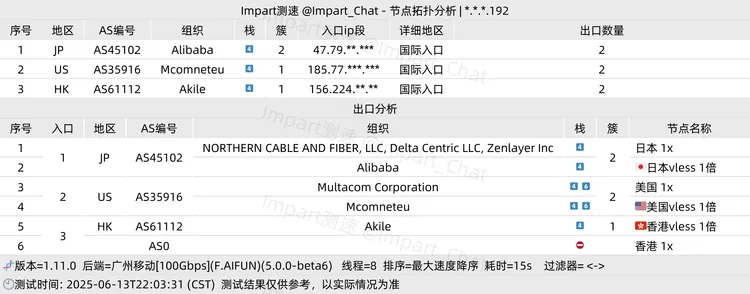 Impart测速 @Impart_Chat - 节点拓扑分析 | *.*.*.192
序号 地区 AS编号 组织 栈 簇 入口ip段 详细地区 出口数量
1 JP AS45102 Alibaba 4 2 47.79.**.*** 国际入口 2
2 US AS35916 Mcomneteu 4 1 185.77.***.*** 国际入口 2
3 HK AS61112 Akile 4 1 156.224.**.** 国际入口 2
出口分析
序号 入口 地区 AS编号 组织 栈 簇 节点名称
1 1 JP AS45102 NORTHERN CABLE AND FIBER, LLC, Delta Centric LLC, Zenlayer Inc 4 2 日本 1x
2 Alibaba 4 🇯🇵日本vless 1倍
3 2 US AS35916 Multacom Corporation 4 6 2 美国 1x
4 Mcomneteu 4 6 🇺🇸美国vless 1倍
5 3 HK AS61112 Akile 4 1 🇭🇰香港vless 1倍
6 AS0 ⛔ 香港 1x
版本=1.11.0 后端=广州移动[100Gbps](F.AIFUN)(5.0.0-beta6) 线程=8 排序=最大速度降序 耗时=15s 过滤器= <->
测试时间: 2025-06-13T22:03:31 (CST) 测试结果仅供参考，以实际情况为准